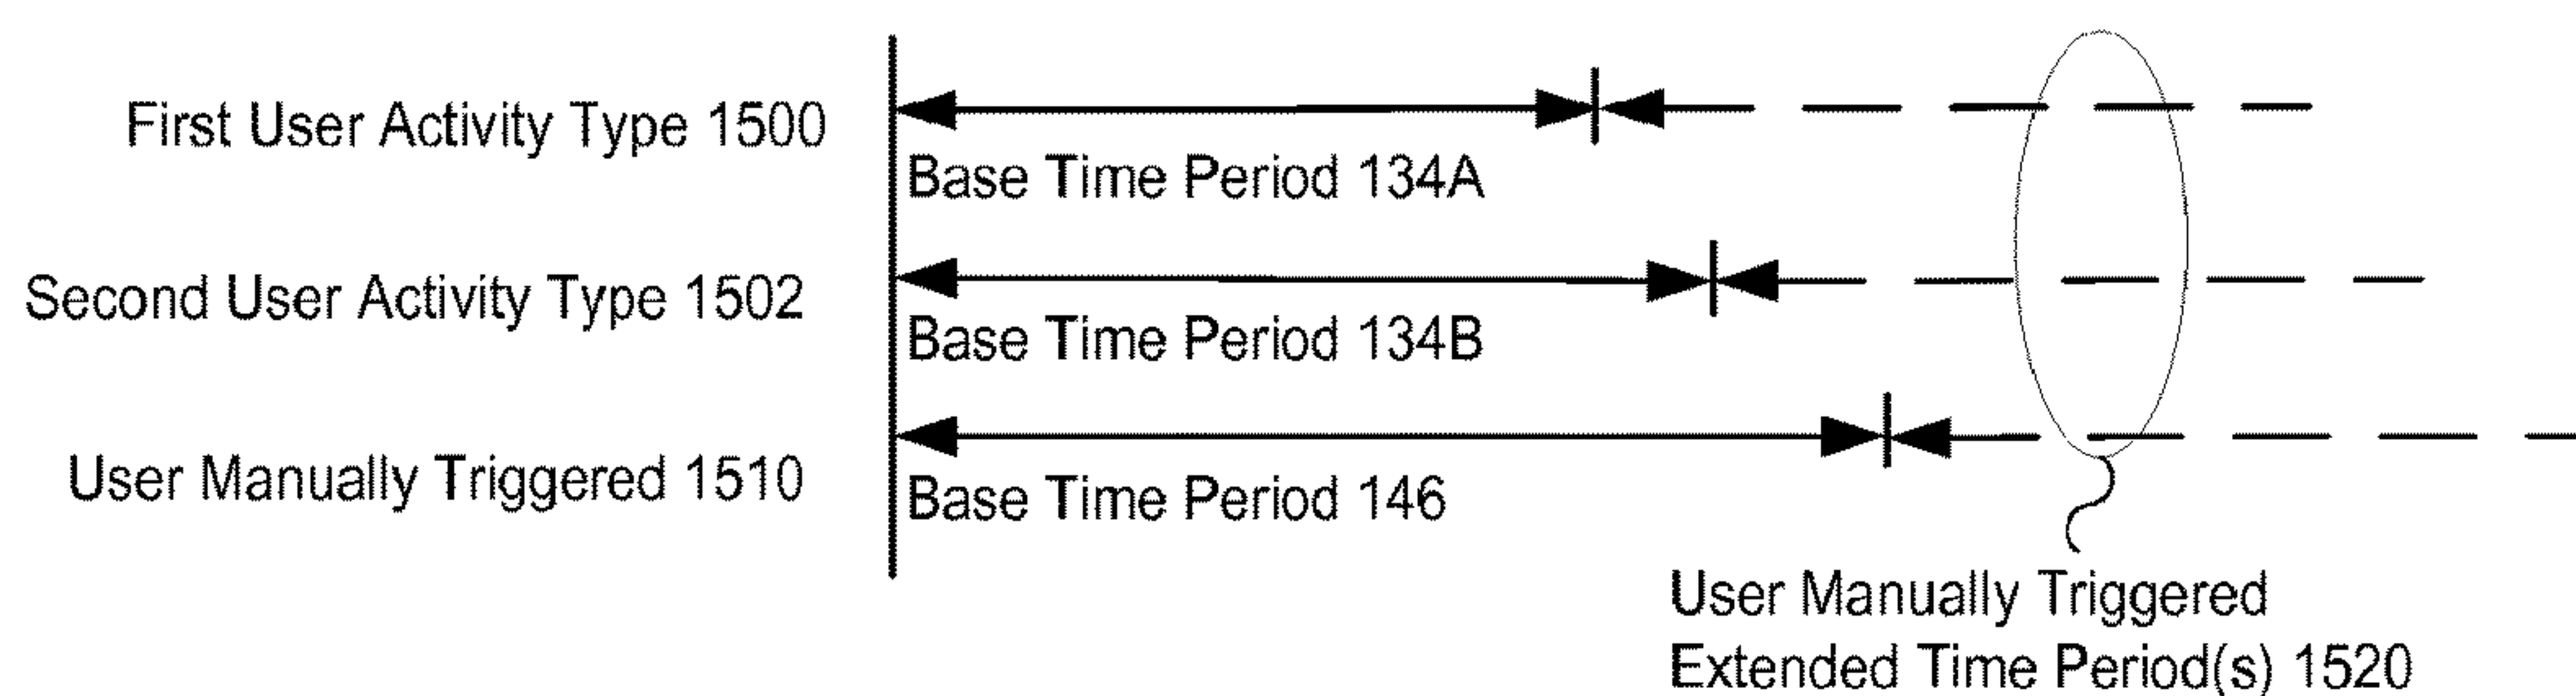 First User Activity Type 1500
Base Time Period 134A
Second User Activity Type 1502
Base Time Period 134B
User Manually Triggered 1510
Base Time Period 146
User Manually Triggered
Extended Time Period(s) 1520